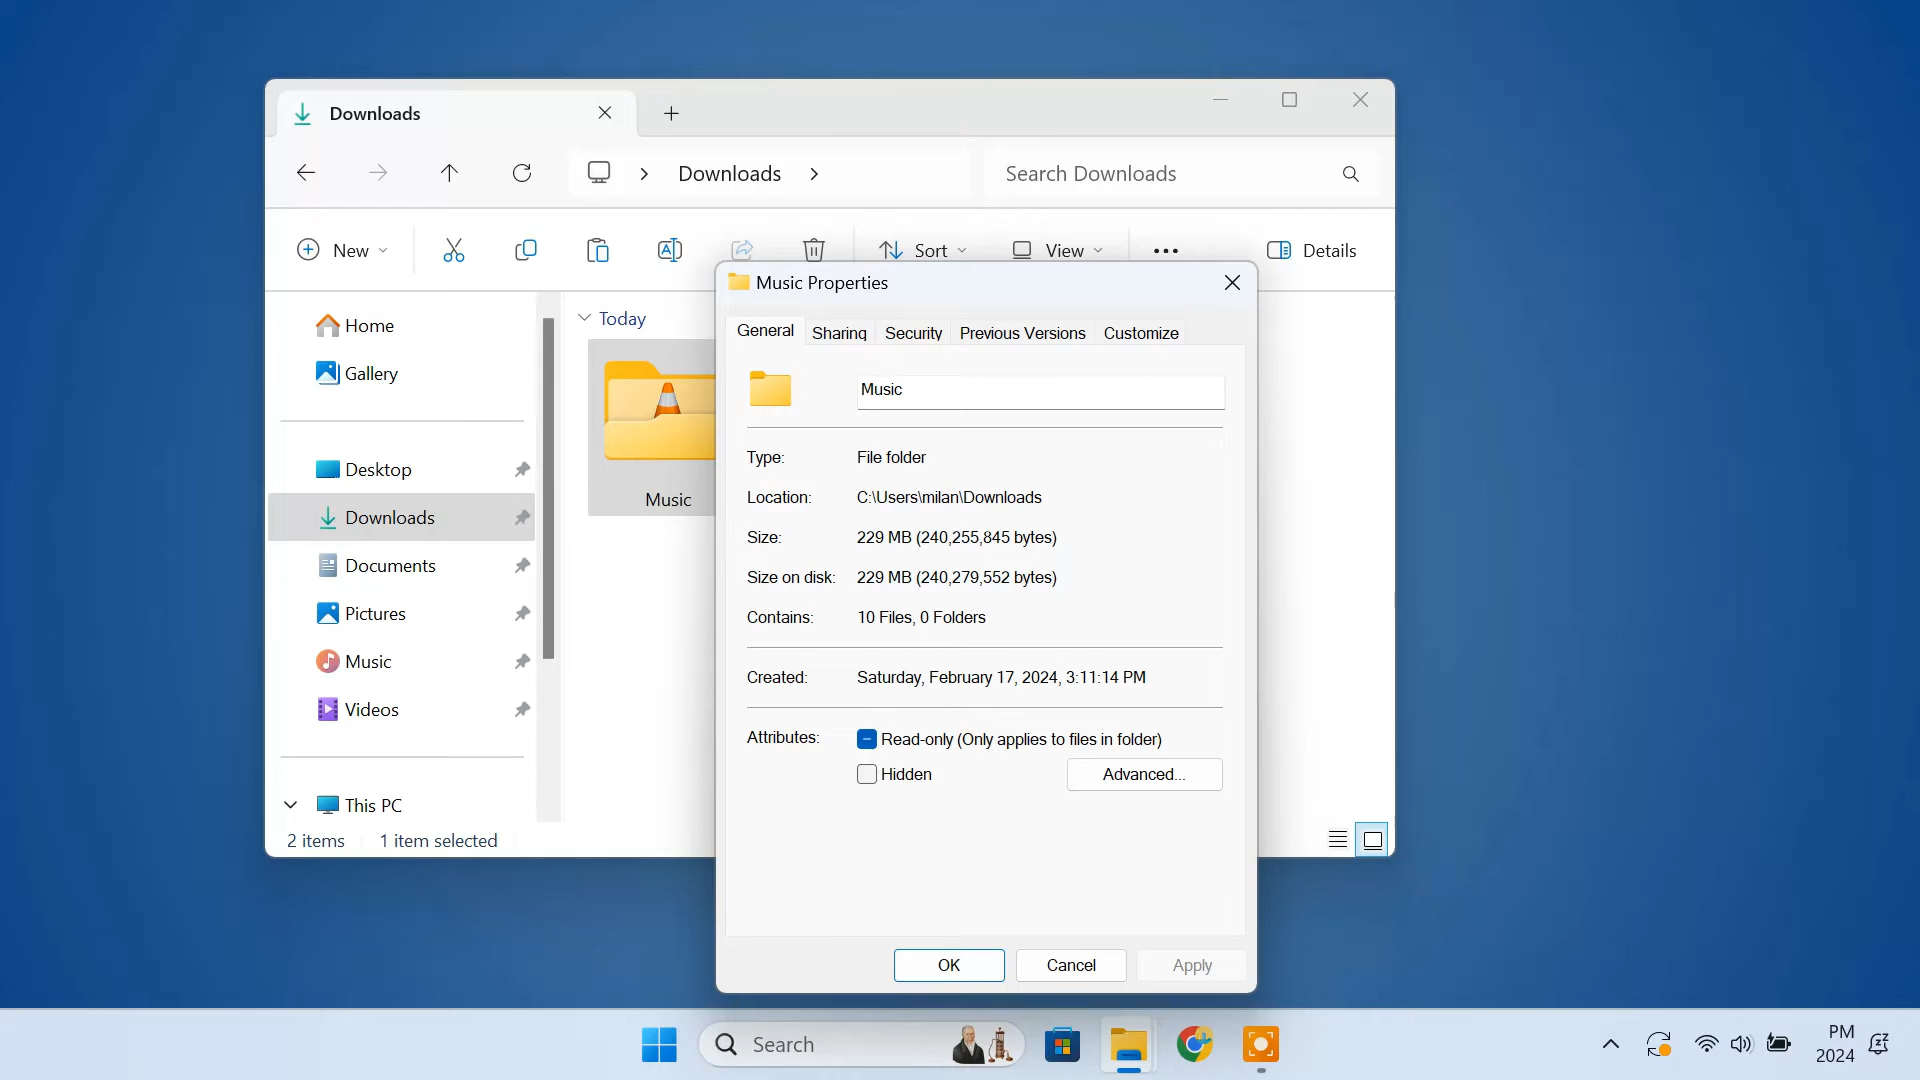 Downloads
Downloads
Search Downloads
New
Sort
View
Details
Home
Gallery
Desktop
Downloads
Documents
Pictures
Music
Videos
This PC
2 items
1 item selected
Today
Music
Music Properties
General
Sharing
Security
Previous Versions
Customize
Music
Type: File folder
Location: C:\Users\milan\Downloads
Size: 229 MB (240,255,845 bytes)
Size on disk: 229 MB (240,279,552 bytes)
Contains: 10 Files, 0 Folders
Created: Saturday, February 17, 2024, 3:11:14 PM
Attributes: Read-only (Only applies to files in folder)
Hidden
Advanced...
OK
Cancel
Apply
Search
PM
2024